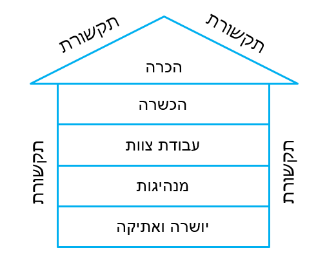 תקשורת
תקשורת
הכרה
הכשרה
עבודת צוות
מנהיגות
יושרה ואתיקה
תקשורת
תקשורת